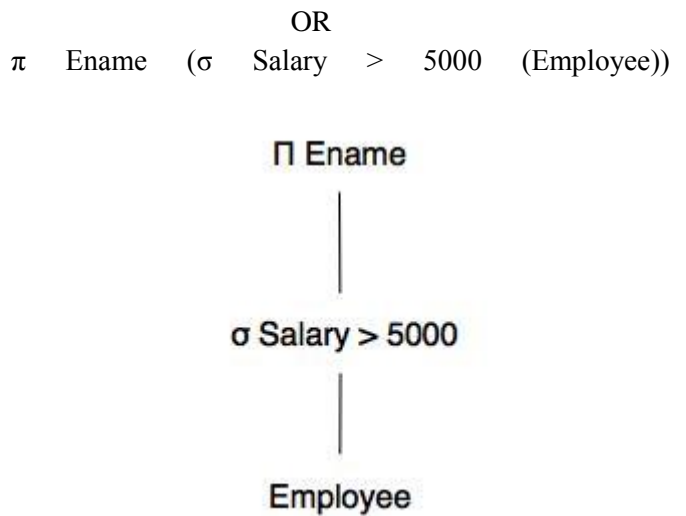 OR
π Ename (σ Salary > 5000 (Employee))
Π Ename
σ Salary > 5000
Employee